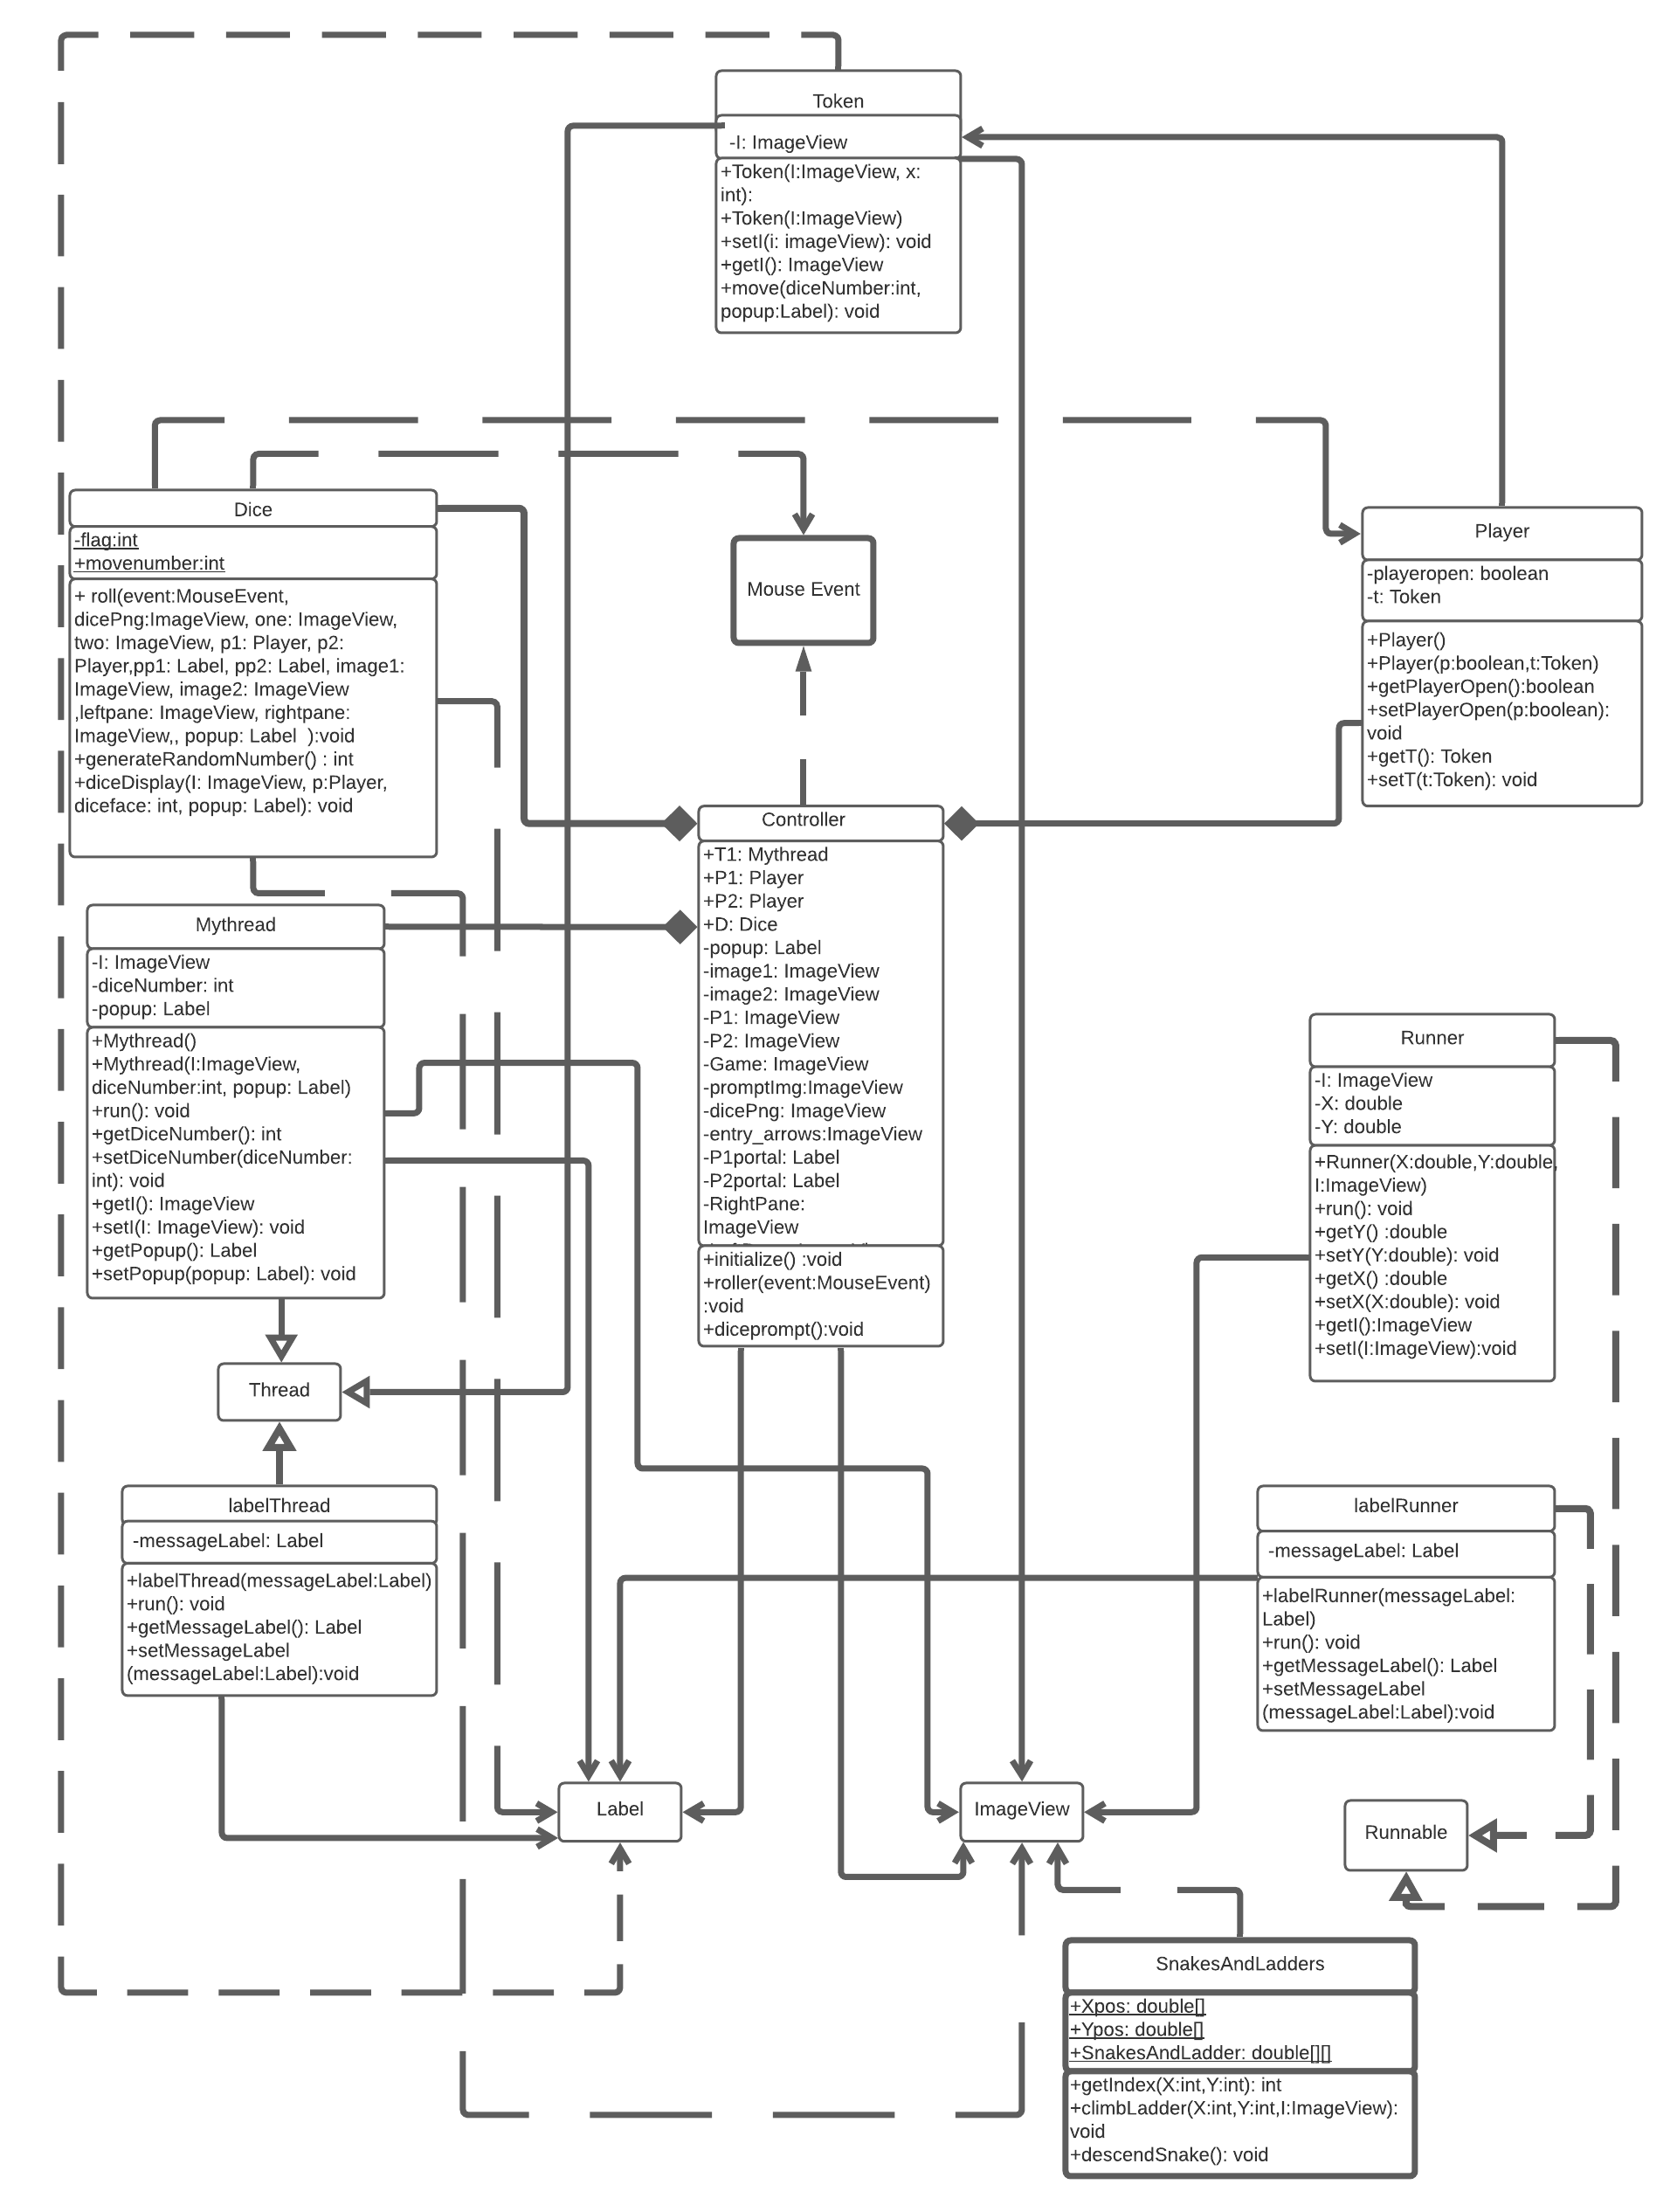 Token
-I: ImageView
+Token(I:ImageView, x:
int):
+Token(I:ImageView)
+setI(i: imageView): void
+getI(): ImageView
+move(diceNumber:int,
popup:Label): void
Dice
-flag:int
+movenumber:int
+ roll(event:MouseEvent,
dicePng:ImageView, one: ImageView,
two: ImageView, p1: Player, p2:
Player,pp1: Label, pp2: Label, image1:
ImageView, image2: ImageView
,leftpane: ImageView, rightpane:
ImageView,, popup: Label  ):void
+generateRandomNumber() : int
+diceDisplay(I: ImageView, p:Player,
diceface: int, popup: Label): void
Mouse Event
Player
-playeropen: boolean
-t: Token
+Player()
+Player(p:boolean,t:Token)
+getPlayerOpen():boolean
+setPlayerOpen(p:boolean):
void
+getT(): Token
+setT(t:Token): void
Controller
+T1: Mythread
+P1: Player
+P2: Player
+D: Dice
-popup: Label
-image1: ImageView
-image2: ImageView
-P1: ImageView
-P2: ImageView
-Game: ImageView
-promptImg:ImageView
-dicePng: ImageView
-entry_arrows:ImageView
-P1portal: Label
-P2portal: Label
-RightPane:
ImageView
+initialize() :void
+roller(event:MouseEvent)
:void
+diceprompt():void
Mythread
-I: ImageView
-diceNumber: int
-popup: Label
+Mythread()
+Mythread(I:ImageView,
diceNumber:int, popup: Label)
+run(): void
+getDiceNumber(): int
+setDiceNumber(diceNumber:
int): void
+getI(): ImageView
+setI(I: ImageView): void
+getPopup(): Label
+setPopup(popup: Label): void
Runner
-I: ImageView
-X: double
-Y: double
+Runner(X:double,Y:double,
I:ImageView)
+run(): void
+getY() :double
+setY(Y:double): void
+getX() :double
+setX(X:double): void
+getI():ImageView
+setI(I:ImageView):void
Thread
labelThread
-messageLabel: Label
+labelThread(messageLabel:Label)
+run(): void
+getMessageLabel(): Label
+setMessageLabel
(messageLabel:Label):void
labelRunner
-messageLabel: Label
+labelRunner(messageLabel:
Label)
+run(): void
+getMessageLabel(): Label
+setMessageLabel
(messageLabel:Label):void
Label
ImageView
Runnable
SnakesAndLadders
+Xpos: double[]
+Ypos: double[]
+SnakesAndLadder: double[][]
+getIndex(X:int,Y:int): int
+climbLadder(X:int,Y:int,I:ImageView):
void
+descendSnake(): void